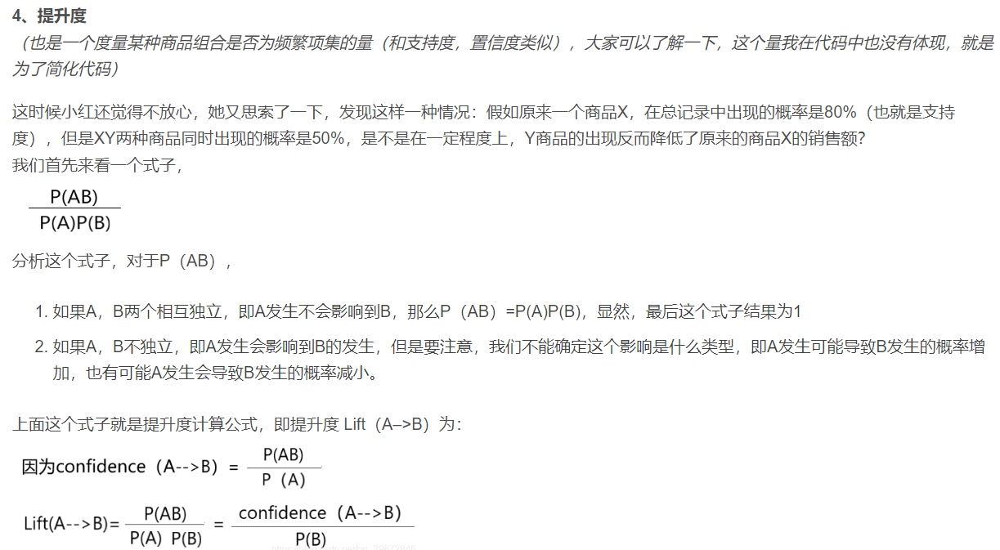 4、提升度
（也是一个度量某种商品组合是否为频繁项集的量（和支持度，置信度类似），大家可以了解一下，这个量我在代码中也没有体现，就是
为了简化代码）
这时候小红还觉得不放心，她又思索了一下，发现这样一种情况：假如原来一个商品X，在总记录中出现的概率是80%（也就是支持
度），但是XY两种商品同时出现的概率是50%，是不是在一定程度上，Y商品的出现反而降低了原来的商品X的销售额？
我们首先来看一个式子，
P(AB)
P(A)P(B)
分析这个式子，对于P（AB），
1. 如果A，B两个相互独立，即A发生不会影响到B，那么P（AB）=P(A)P(B)，显然，最后这个式子结果为1
2. 如果A，B不独立，即A发生会影响到B的发生，但是要注意，我们不能确定这个影响是什么类型，即A发生可能导致B发生的概率增
加，也有可能A发生会导致B发生的概率减小。
上面这个式子就是提升度计算公式，即提升度 Lift（A–>B）为：
因为confidence（A-->B）= P(AB)
P（A）
Lift(A-->B)= P(AB) = confidence（A-->B）
P(A) P(B) P(B)